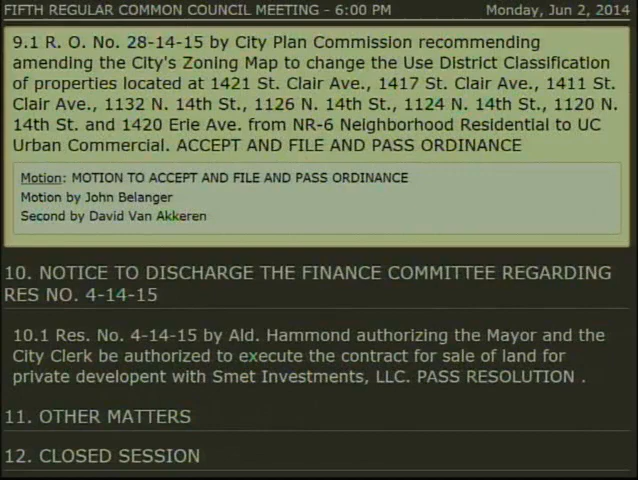 FIFTH REGULAR COMMON COUNCIL MEETING - 6:00 PM Monday, Jun 2, 2014
9.1 R. O. No. 28-14-15 by City Plan Commission recommending
amending the City's Zoning Map to change the Use District Classification
of properties located at 1421 St. Clair Ave., 1417 St. Clair Ave., 1411 St.
Clair Ave., 1132 N. 14th St., 1126 N. 14th St., 1124 N. 14th St., 1120 N.
14th St. and 1420 Erie Ave. from NR-6 Neighborhood Residential to UC
Urban Commercial. ACCEPT AND FILE AND PASS ORDINANCE
Motion: MOTION TO ACCEPT AND FILE AND PASS ORDINANCE
Motion by John Belanger
Second by David Van Akkeren
10. NOTICE TO DISCHARGE THE FINANCE COMMITTEE REGARDING
RES NO. 4-14-15
10.1 Res. No. 4-14-15 by Ald. Hammond authorizing the Mayor and the
City Clerk be authorized to execute the contract for sale of land for
private developent with Smet Investments, LLC. PASS RESOLUTION .
11. OTHER MATTERS
12. CLOSED SESSION